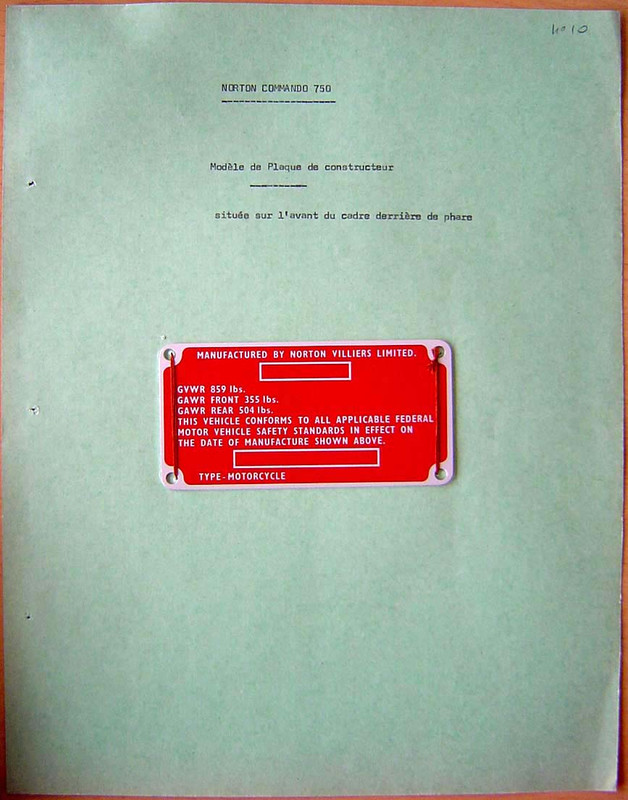 Nº 10
NORTON COMMANDO 750
Modèle de Plaque de constructeur
située sur l'avant du cadre derrière de phare
MANUFACTURED BY NORTON VILLIERS LIMITED.
GVWR 859 lbs.
GAWR FRONT 355 lbs.
GAWR REAR 504 lbs.
THIS VEHICLE CONFORMS TO ALL APPLICABLE FEDERAL
MOTOR VEHICLE SAFETY STANDARDS IN EFFECT ON
THE DATE OF MANUFACTURE SHOWN ABOVE.
TYPE-MOTORCYCLE